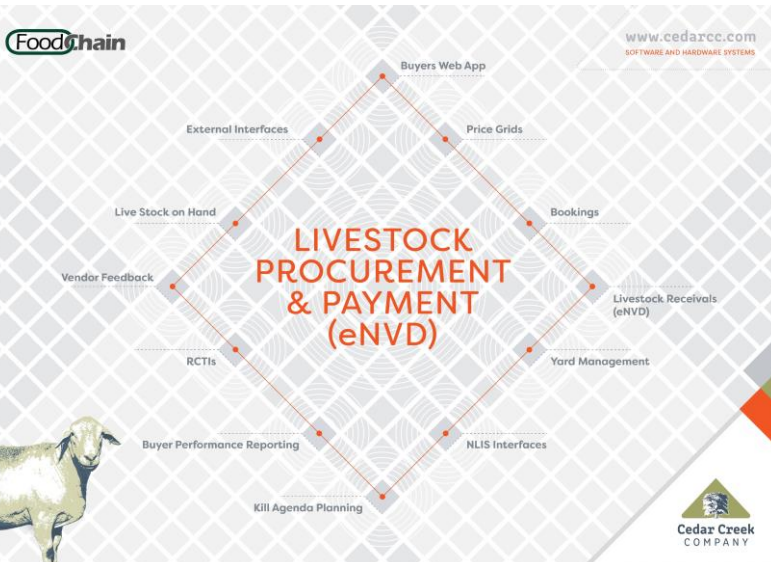 FoodChain
www.cedarcc.com
SOFTWARE AND HARDWARE SYSTEMS
Buyers Web App
External Interfaces
Price Grids
Live Stock on Hand
Bookings
LIVESTOCK
PROCUREMENT
& PAYMENT
(eNVD)
Vendor Feedback
Livestock Receivals
(eNVD)
RCTIs
Yard Management
Buyer Performance Reporting
NLIS Interfaces
Kill Agenda Planning
Cedar Creek
COMPANY